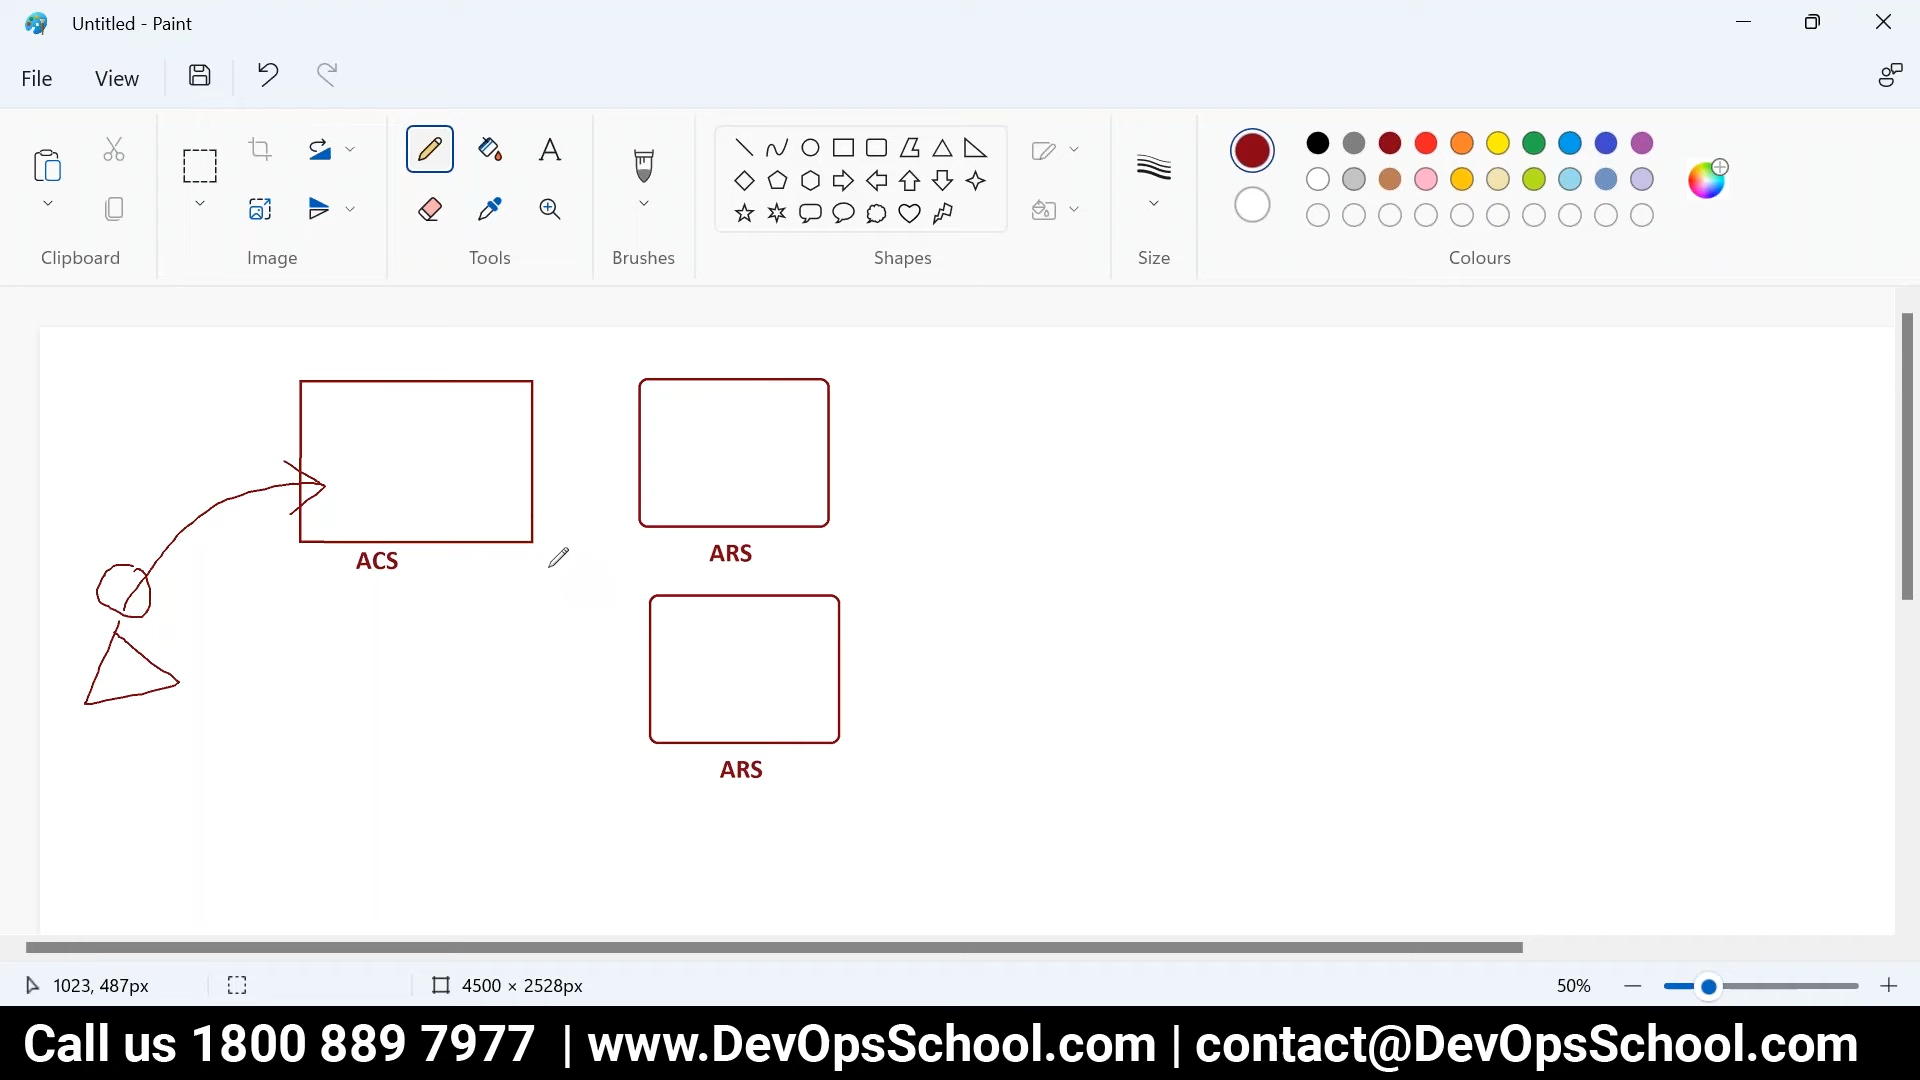 Untitled - Paint
File View
Clipboard Image Tools Brushes Shapes Size Colours
ACS
ARS
ARS
1023, 487px 4500 × 2528px 50%
Call us 1800 889 7977 | www.DevOpsSchool.com | contact@DevOpsSchool.com